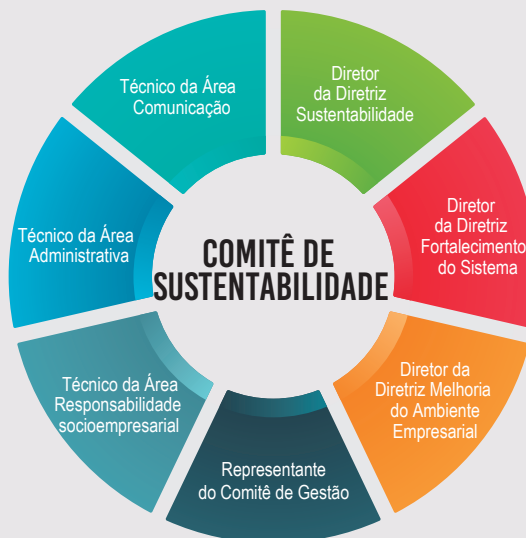 Técnico da Área
Comunicação
Diretor
da Diretriz
Sustentabilidade
Diretor
da Diretriz
Fortalecimento
do Sistema
Diretor da
Diretriz Melhoria
do Ambiente
Empresarial
Representante
do Comitê de Gestão
Técnico da Área
Responsabilidade
socioempresarial
Técnico da Área
Administrativa
COMITÊ DE
SUSTENTABILIDADE